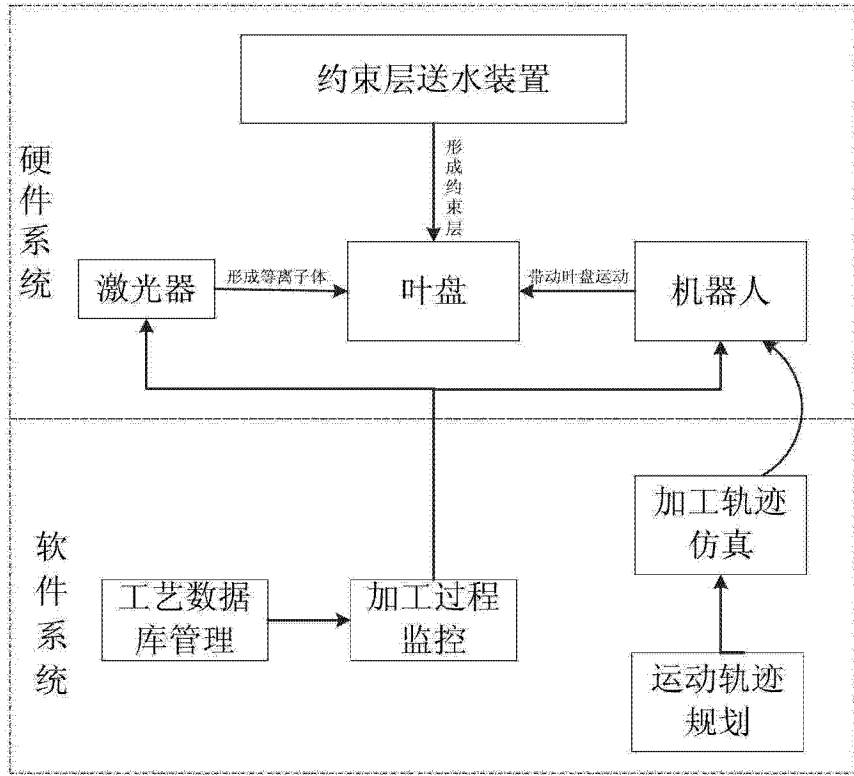 约束层送水装置
形成约束层
硬件系统
激光器
形成等离子体
叶盘
带动叶盘运动
机器人
软件系统
工艺数据
库管理
加工过程
监控
加工轨迹
仿真
运动轨迹
规划